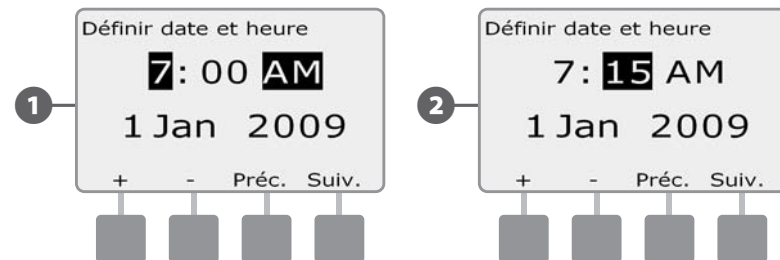 Définir date et heure
7: 00 AM
1 Jan 2009
+ - Préc. Suiv.
1
Définir date et heure
7: 15 AM
1 Jan 2009
+ - Préc. Suiv.
2